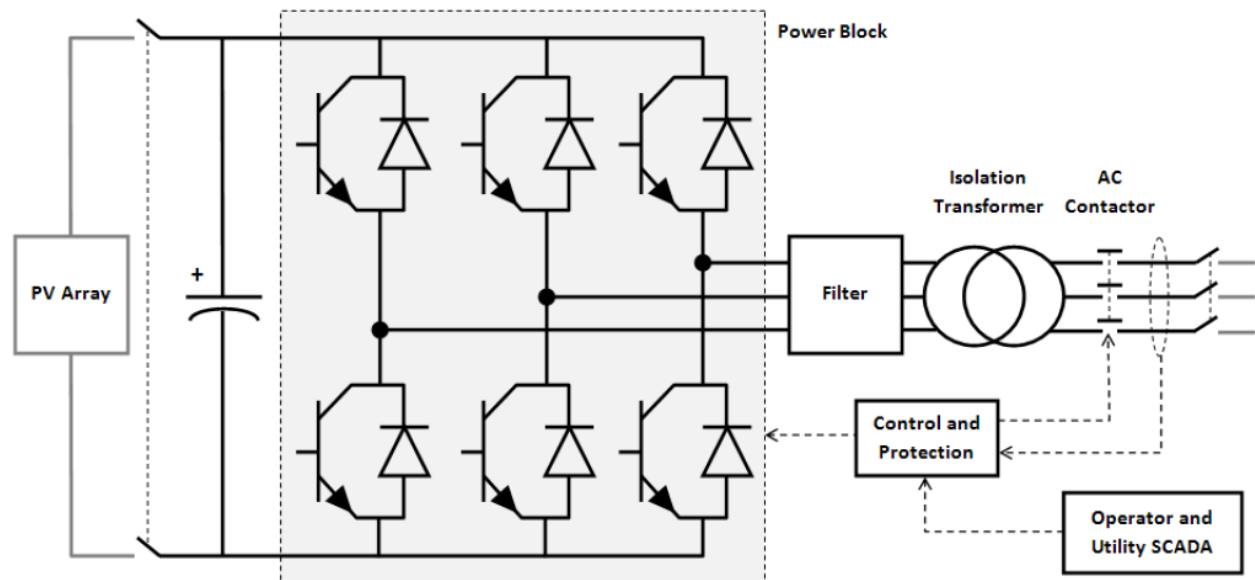 Power Block
Isolation
Transformer
AC
Contactor
PV Array
+
Filter
Control and
Protection
Operator and
Utility SCADA